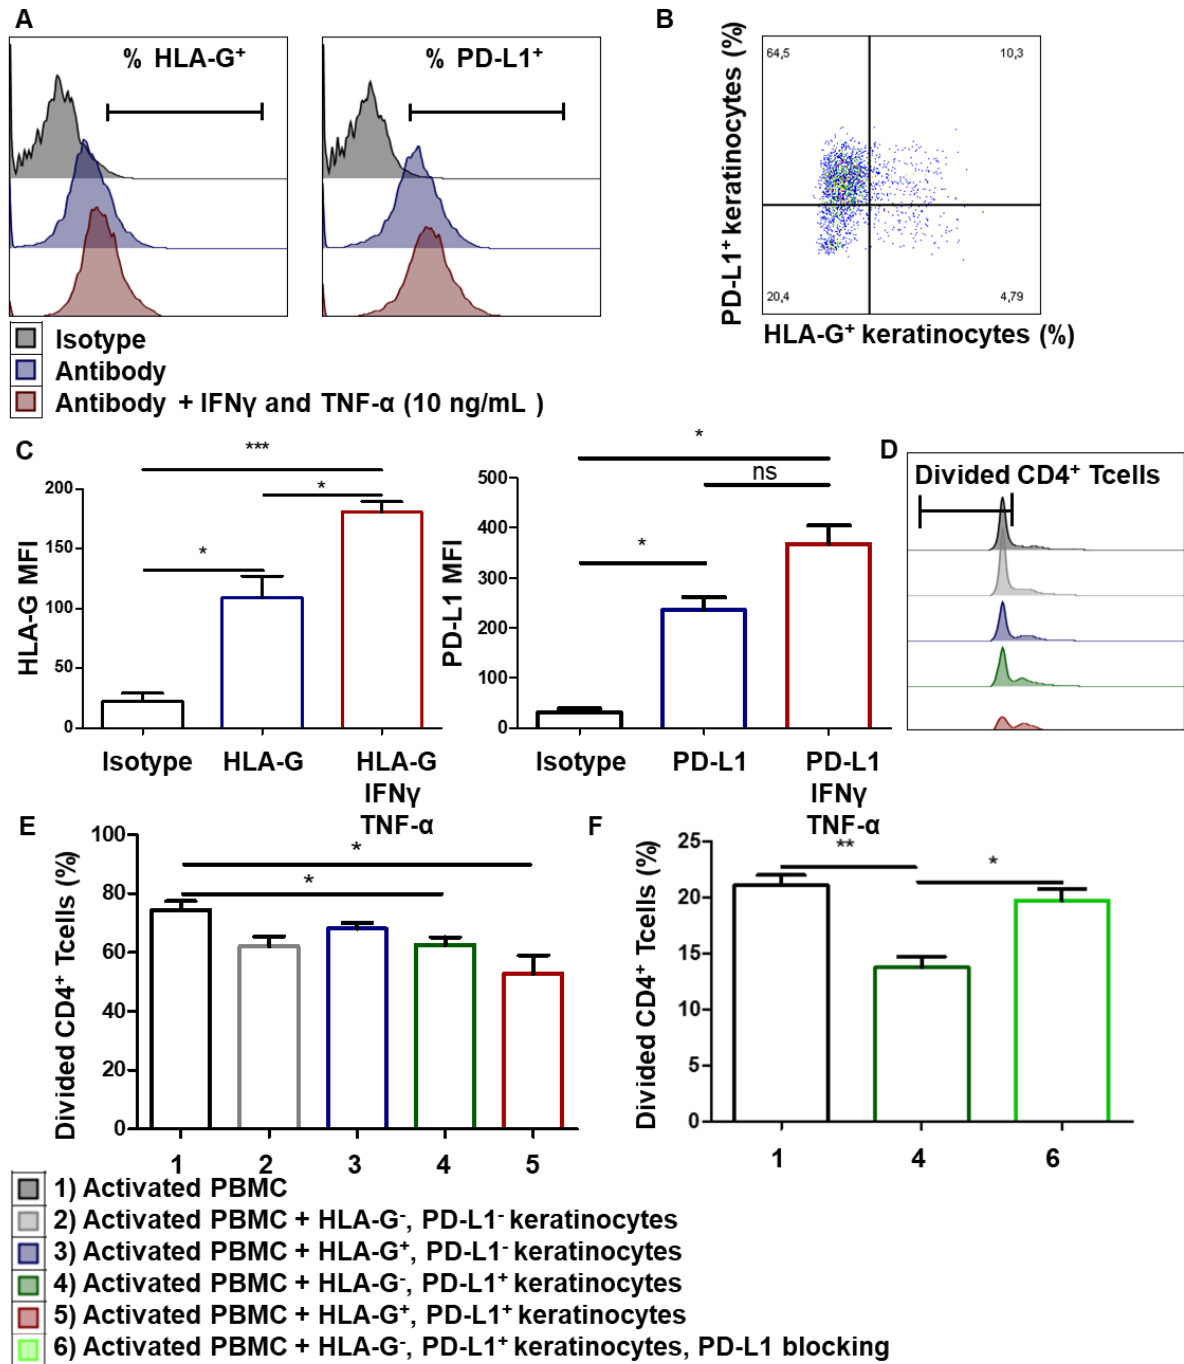 A
% HLA-G⁺
% PD-L1⁺
Isotype
Antibody
Antibody + IFNγ and TNF-α (10 ng/mL )
B
PD-L1⁺ keratinocytes (%)
64,5
10,3
20,4
4,79
HLA-G⁺ keratinocytes (%)
C
HLA-G MFI
200
150
100
50
0
***
*
*
Isotype
HLA-G
HLA-G
IFNγ
TNF-α
PD-L1 MFI
500
400
300
200
100
0
*
ns
*
Isotype
PD-L1
PD-L1
IFNγ
TNF-α
D
Divided CD4⁺ Tcells
E
Divided CD4⁺ Tcells (%)
100
80
60
40
20
0
*
*
1 2 3 4 5
F
Divided CD4⁺ Tcells (%)
25
20
15
10
5
0
**
*
1 4 6
1) Activated PBMC
2) Activated PBMC + HLA-G⁻, PD-L1⁻ keratinocytes
3) Activated PBMC + HLA-G⁺, PD-L1⁻ keratinocytes
4) Activated PBMC + HLA-G⁻, PD-L1⁺ keratinocytes
5) Activated PBMC + HLA-G⁺, PD-L1⁺ keratinocytes
6) Activated PBMC + HLA-G⁻, PD-L1⁺ keratinocytes, PD-L1 blocking